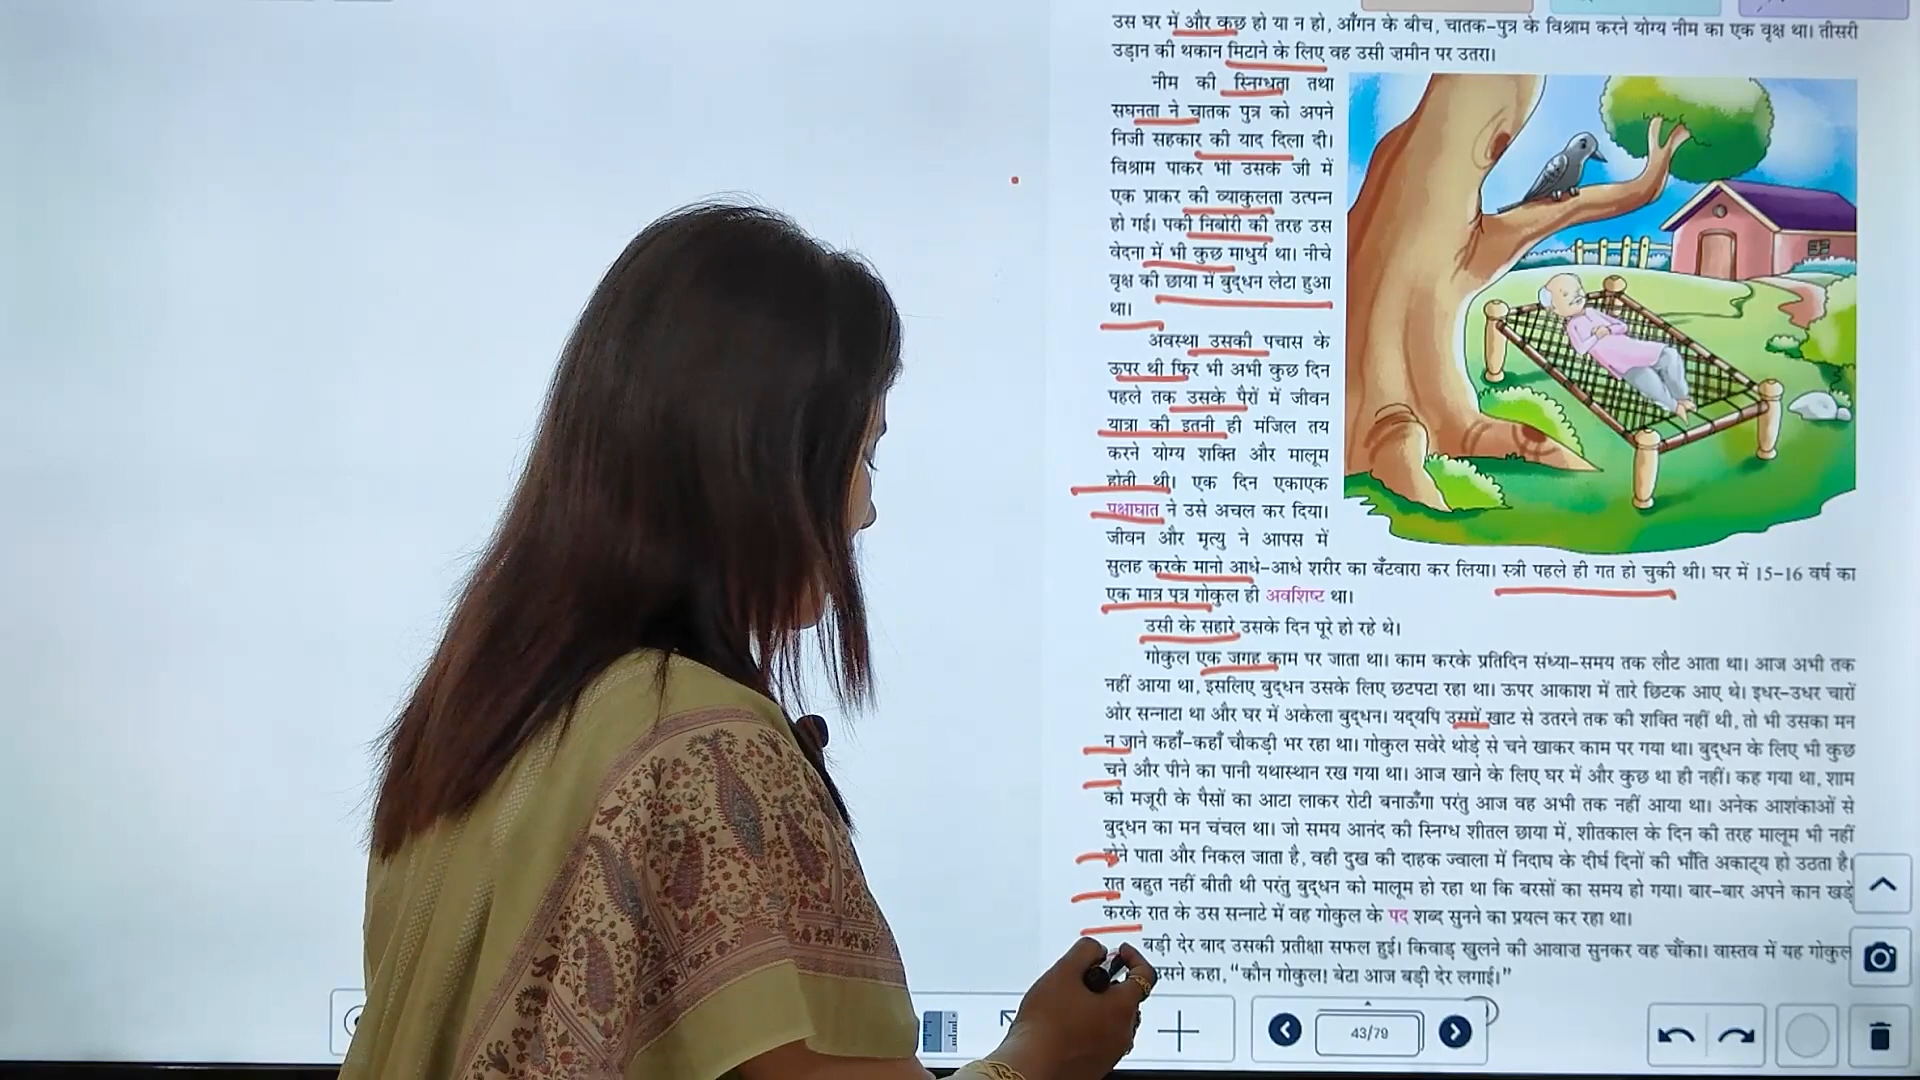 उस घर में और कुछ हो या न हो, आँगन के बीच, चातक-पुत्र के विश्राम करने योग्य नीम का एक वृक्ष था। तीसरी
उड़ान की थकान मिटाने के लिए वह उसी ज़मीन पर उतरा।
नीम की स्निग्धता तथा
सघनता ने चातक पुत्र को अपने
निजी सहकार की याद दिला दी।
विश्राम पाकर भी उसके जी में
एक प्राकर की व्याकुलता उत्पन्न
हो गई। पकी निबोरी की तरह उस
वेदना में भी कुछ माधुर्य था। नीचे
वृक्ष की छाया में बुद्धन लेटा हुआ
था।
अवस्था उसकी पचास के
ऊपर थी फिर भी अभी कुछ दिन
पहले तक उसके पैरों में जीवन
यात्रा की इतनी ही मंजिल तय
करने योग्य शक्ति और मालूम
होती थी। एक दिन एकाएक
पक्षाघात ने उसे अचल कर दिया।
जीवन और मृत्यु ने आपस में
सुलह करके मानो आधे-आधे शरीर का बँटवारा कर लिया। स्त्री पहले ही गत हो चुकी थी। घर में 15-16 वर्ष का
एक मात्र पुत्र गोकुल ही अवशिष्ट था।
उसी के सहारे उसके दिन पूरे हो रहे थे।
गोकुल एक जगह काम पर जाता था। काम करके प्रतिदिन संध्या-समय तक लौट आता था। आज अभी तक
नहीं आया था, इसलिए बुद्धन उसके लिए छटपटा रहा था। ऊपर आकाश में तारे छिटक आए थे। इधर-उधर चारों
ओर सन्नाटा था और घर में अकेला बुद्धन। यद्यपि उसमें खाट से उतरने तक की शक्ति नहीं थी, तो भी उसका मन
न जाने कहाँ-कहाँ चौकड़ी भर रहा था। गोकुल सवेरे थोड़े से चने खाकर काम पर गया था। बुद्धन के लिए भी कुछ
चने और पीने का पानी यथास्थान रख गया था। आज खाने के लिए घर में और कुछ था ही नहीं। कह गया था, शाम
को मजूरी के पैसों का आटा लाकर रोटी बनाऊँगा परंतु आज वह अभी तक नहीं आया था। अनेक आशंकाओं से
बुद्धन का मन चंचल था। जो समय आनंद की स्निग्ध शीतल छाया में, शीतकाल के दिन की तरह मालूम भी नहीं
होने पाता और निकल जाता है, वही दुख की दाहक ज्वाला में निदाघ के दीर्घ दिनों की भाँति अकाट्य हो उठता है।
रात बहुत नहीं बीती थी परंतु बुद्धन को मालूम हो रहा था कि बरसों का समय हो गया। बार-बार अपने कान खड़े
करके रात के उस सन्नाटे में वह गोकुल के पद शब्द सुनने का प्रयत्न कर रहा था।
बड़ी देर बाद उसकी प्रतीक्षा सफल हुई। किवाड़ खुलने की आवाज़ सुनकर वह चौंका। वास्तव में यह गोकुल
उसने कहा, “कौन गोकुल! बेटा आज बड़ी देर लगाई।”
43/79